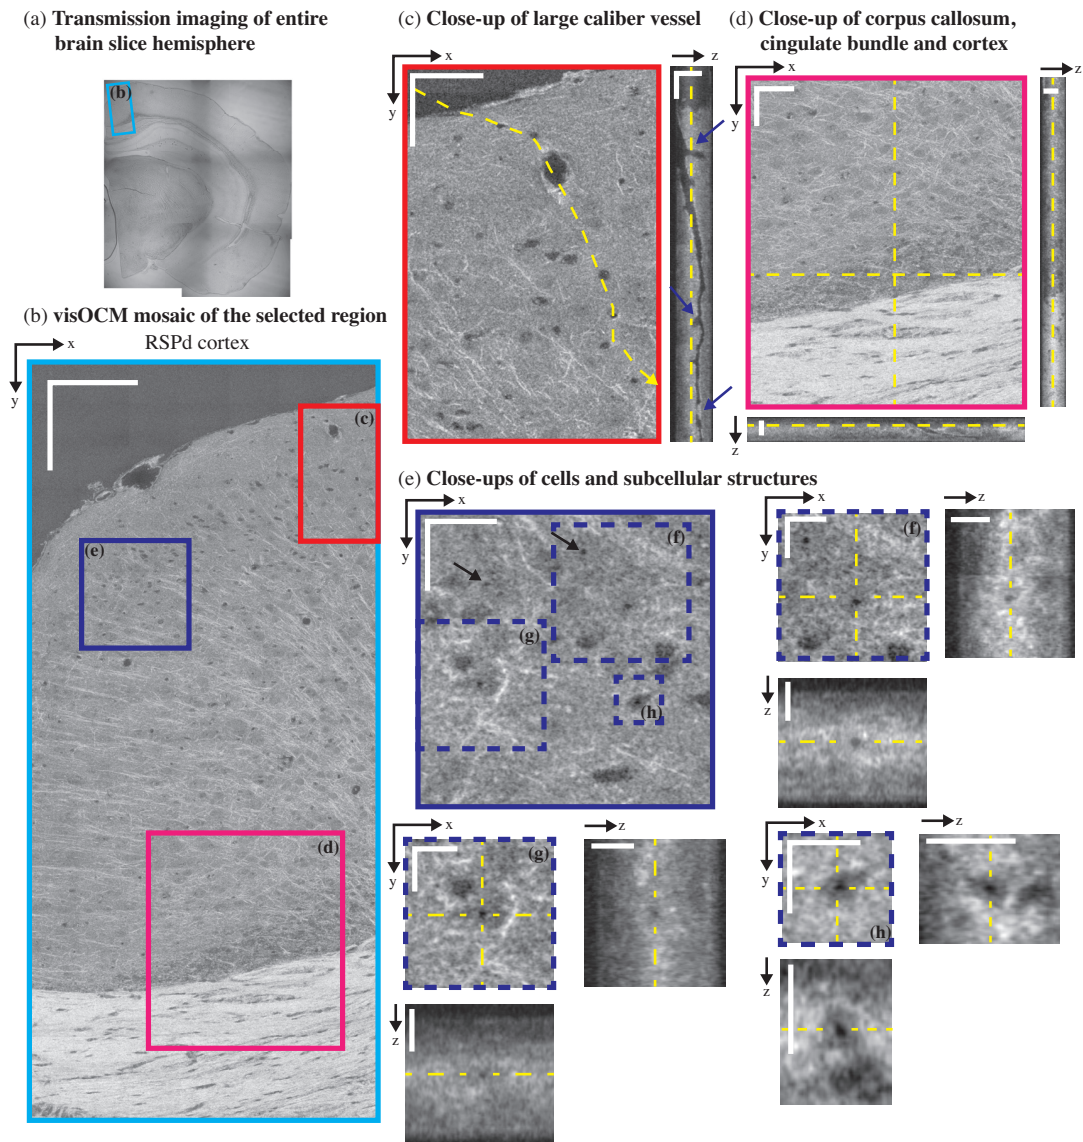 (a) Transmission imaging of entire
brain slice hemisphere
(b)
(b) visOCM mosaic of the selected region
x
y
RSPd cortex
(c)
(e)
(d)
(c) Close-up of large caliber vessel
x
y
z
(d) Close-up of corpus callosum,
cingulate bundle and cortex
x
y
z
z
(e) Close-ups of cells and subcellular structures
x
y
(f)
(g)
(h)
x
y
(f)
z
z
x
y
(g)
z
z
x
y
(h)
z
z